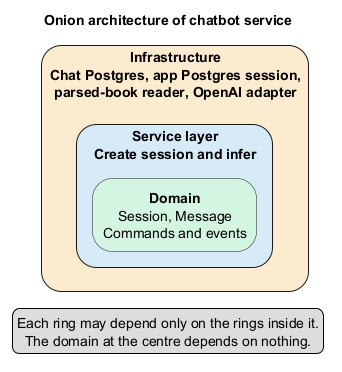 Onion architecture of chatbot service
Infrastructure
Chat Postgres, app Postgres session,
parsed-book reader, OpenAI adapter
Service layer
Create session and infer
Domain
Session, Message
Commands and events
Each ring may depend only on the rings inside it.
The domain at the centre depends on nothing.